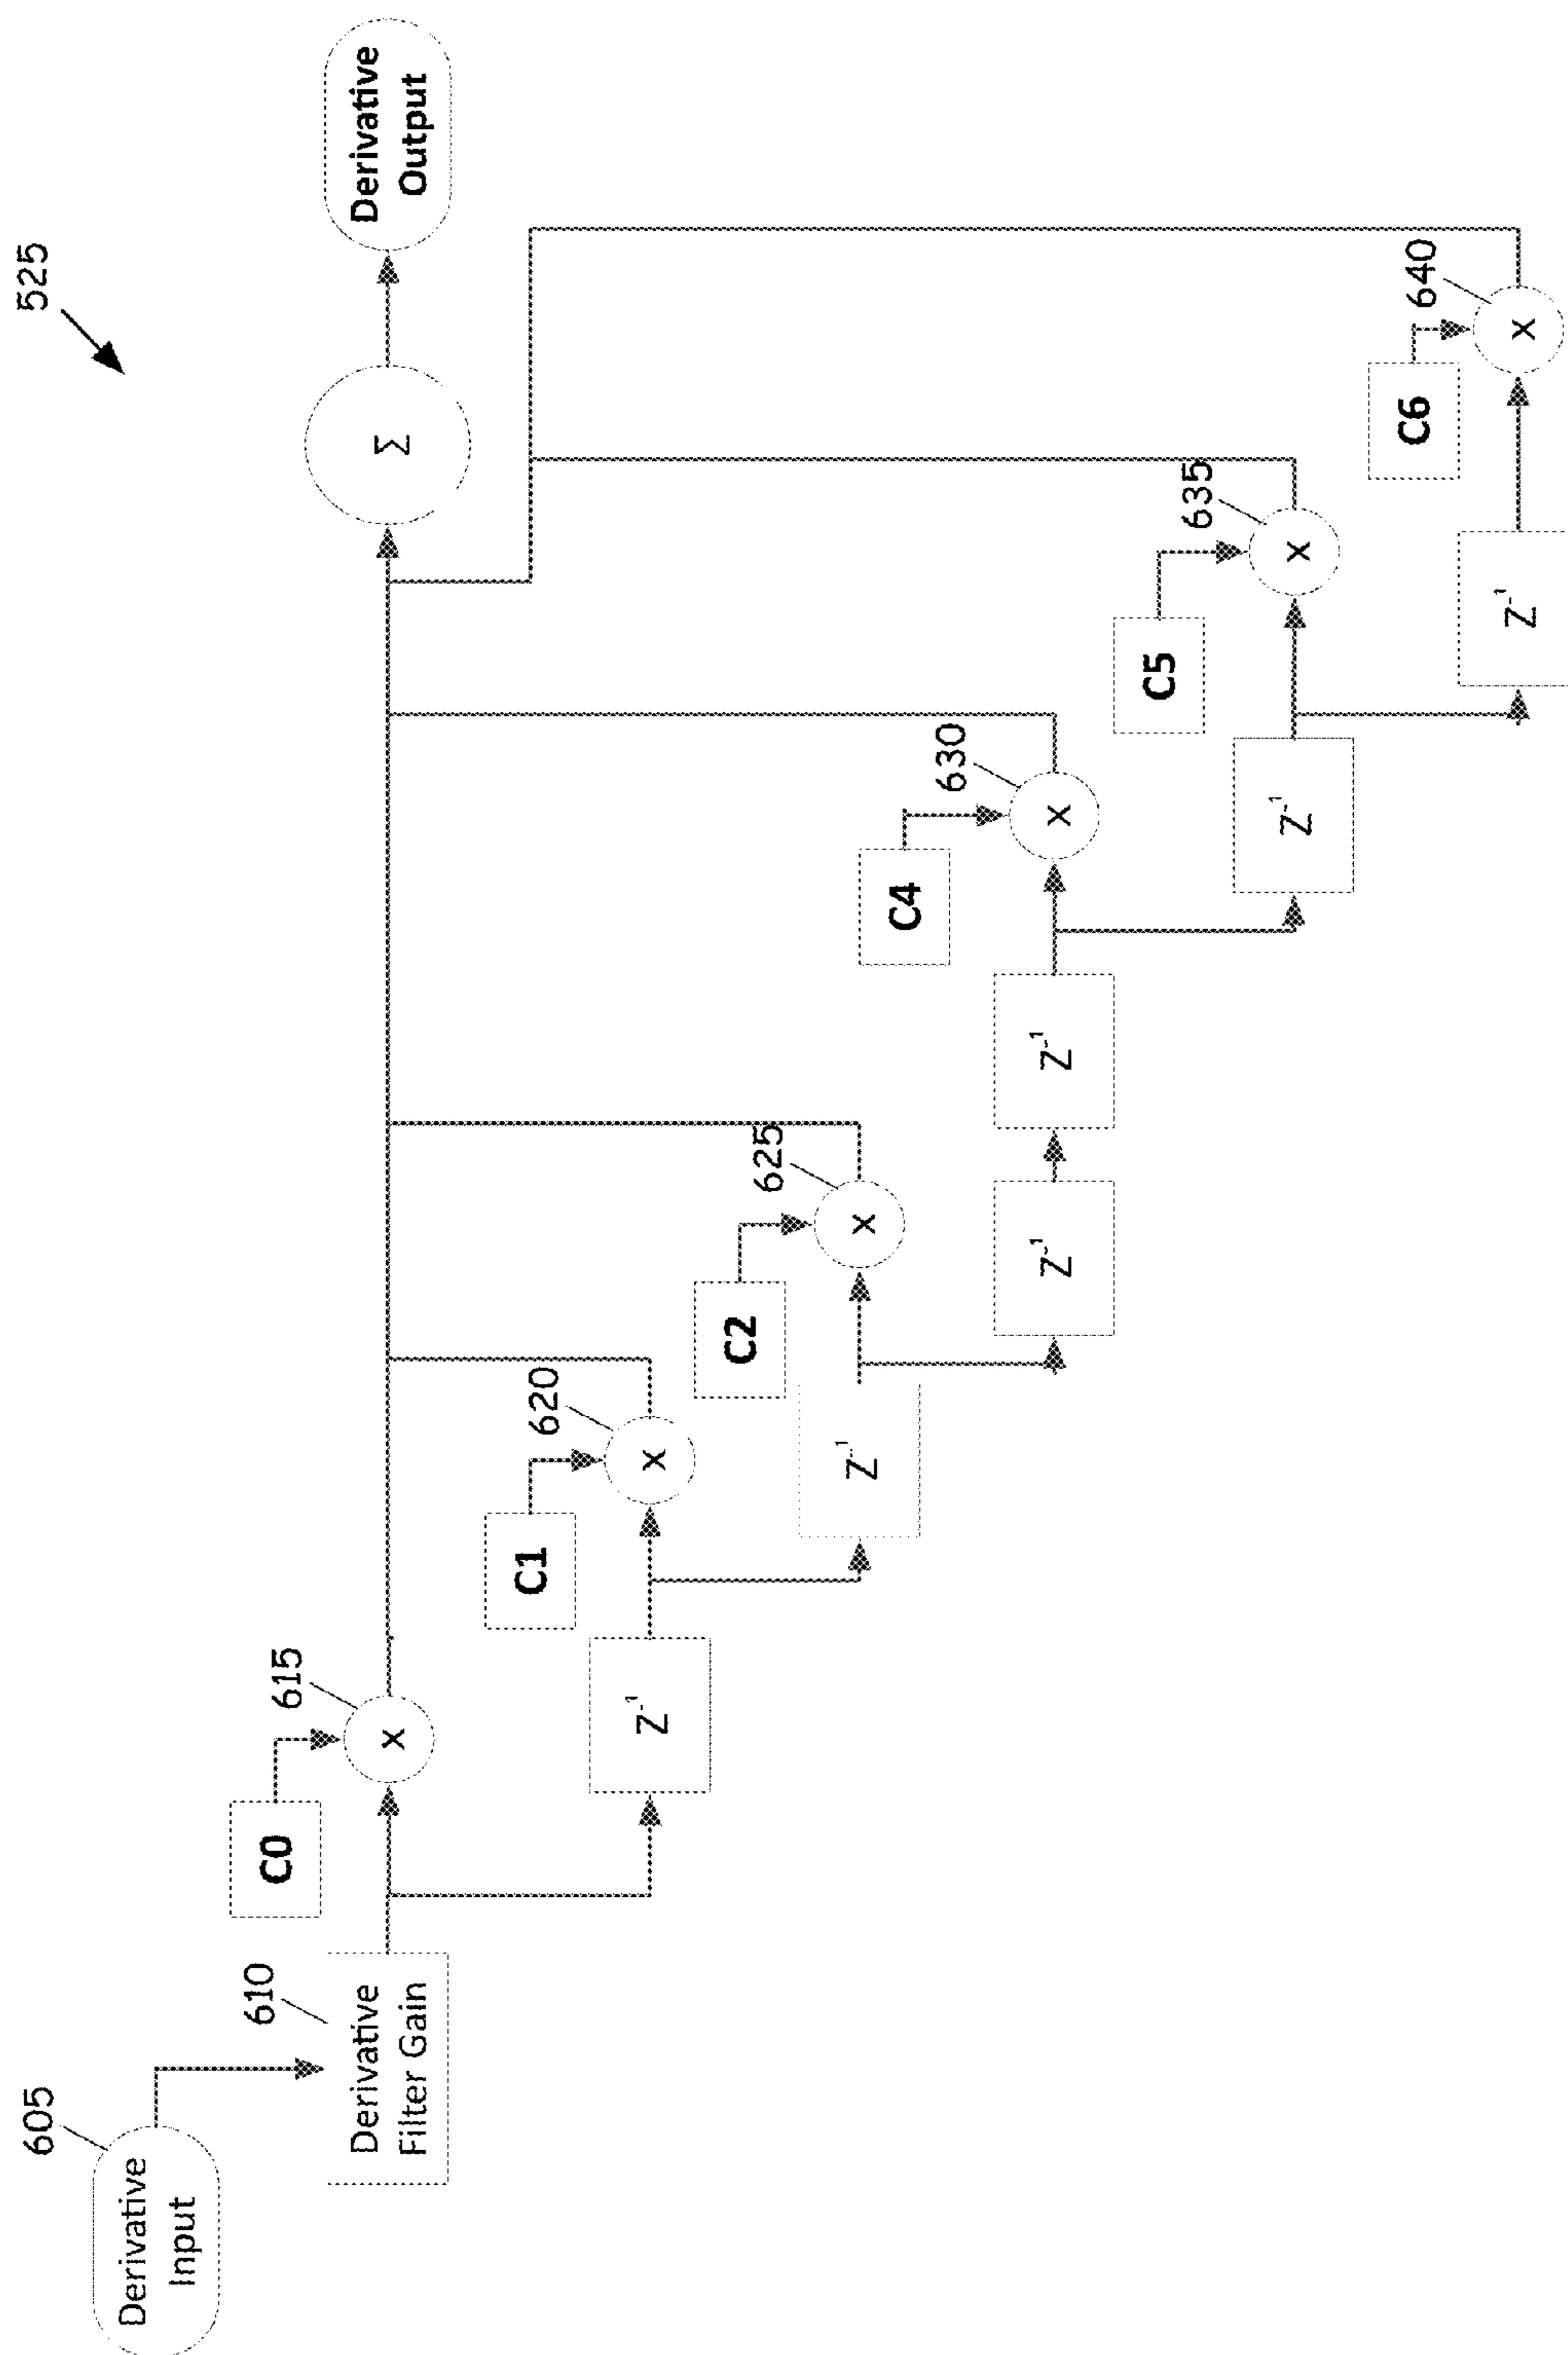 525
605
Derivative
Input
610
Derivative
Filter Gain
C0
615
X
Σ
Derivative
Output
Z⁻¹
C1
620
X
Z⁻¹
C2
625
X
Z⁻¹
Z⁻¹
C4
630
X
Z⁻¹
C5
635
X
Z⁻¹
C6
640
X